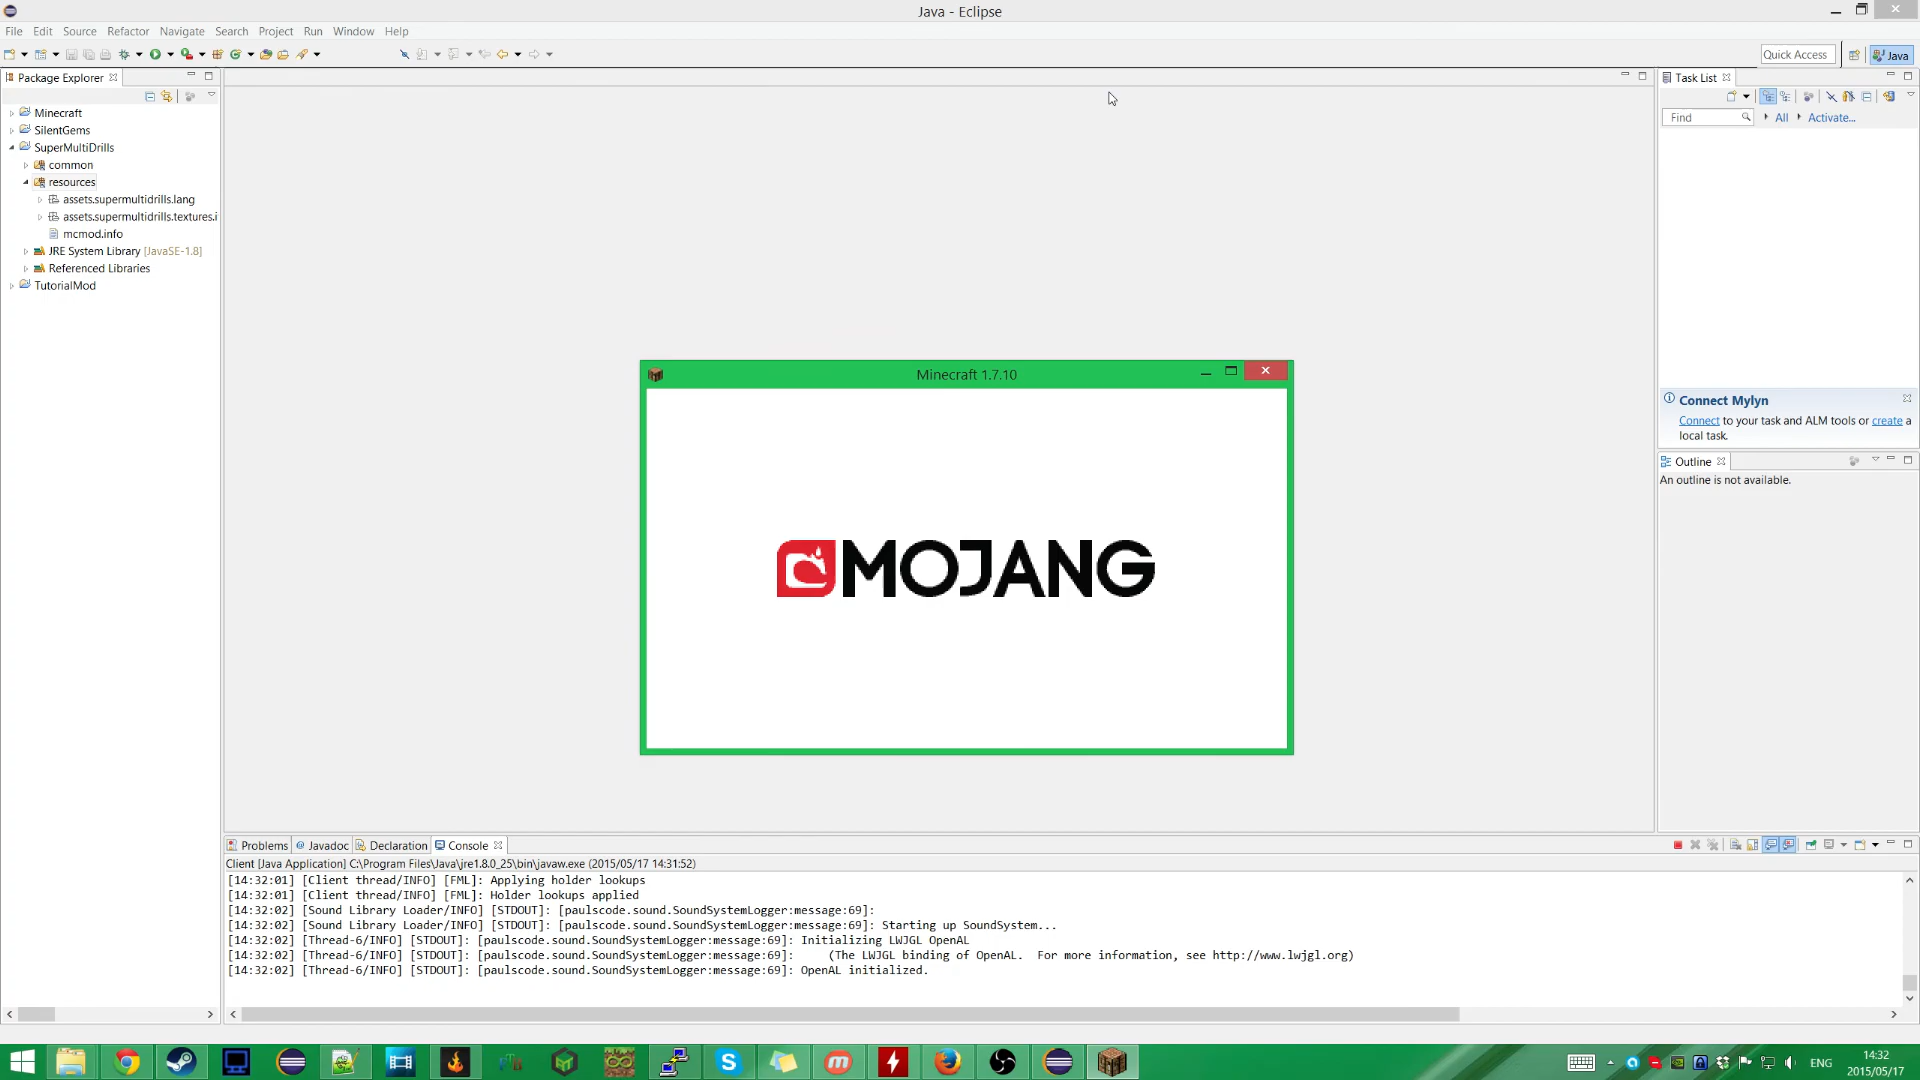 Java - Eclipse
File Edit Source Refactor Navigate Search Project Run Window Help
Quick Access
Java
Package Explorer
Minecraft
SilentGems
SuperMultiDrills
common
resources
assets.supermultidrills.lang
assets.supermultidrills.textures.i
mcmod.info
JRE System Library [JavaSE-1.8]
Referenced Libraries
TutorialMod
Task List
Find
All
Activate...
Connect Mylyn
Connect to your task and ALM tools or create a
local task.
Outline
An outline is not available.
Minecraft 1.7.10
MOJANG
Problems Javadoc Declaration Console
Client [Java Application] C:\Program Files\Java\jre1.8.0_25\bin\javaw.exe (2015/05/17 14:31:52)
[14:32:01] [Client thread/INFO] [FML]: Applying holder lookups
[14:32:01] [Client thread/INFO] [FML]: Holder lookups applied
[14:32:02] [Sound Library Loader/INFO] [STDOUT]: [paulscode.sound.SoundSystemLogger:message:69]:
[14:32:02] [Sound Library Loader/INFO] [STDOUT]: [paulscode.sound.SoundSystemLogger:message:69]: Starting up SoundSystem...
[14:32:02] [Thread-6/INFO] [STDOUT]: [paulscode.sound.SoundSystemLogger:message:69]: Initializing LWJGL OpenAL
[14:32:02] [Thread-6/INFO] [STDOUT]: [paulscode.sound.SoundSystemLogger:message:69]: (The LWJGL binding of OpenAL. For more information, see http://www.lwjgl.org)
[14:32:02] [Thread-6/INFO] [STDOUT]: [paulscode.sound.SoundSystemLogger:message:69]: OpenAL initialized.
ENG
14:32
2015/05/17